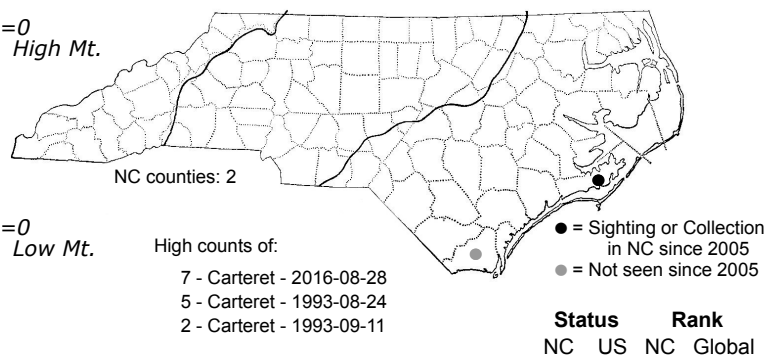 =0
High Mt.
NC counties: 2
=0
Low Mt.
High counts of:
7 - Carteret - 2016-08-28
5 - Carteret - 1993-08-24
2 - Carteret - 1993-09-11
● = Sighting or Collection
in NC since 2005
● = Not seen since 2005
Status Rank
NC US NC Global